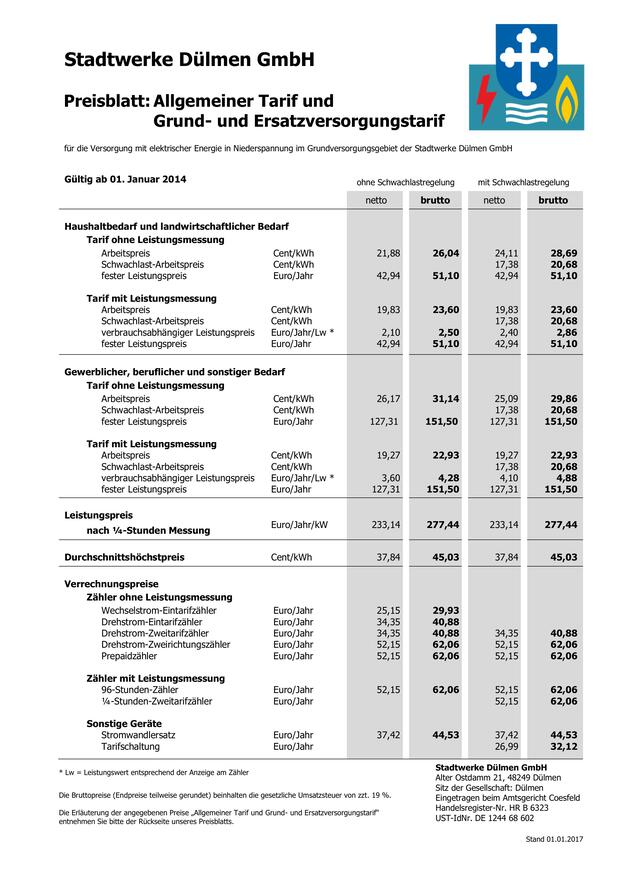 Stadtwerke Dülmen GmbH
Preisblatt: Allgemeiner Tarif und
Grund- und Ersatzversorgungstarif
für die Versorgung mit elektrischer Energie in Niederspannung im Grundversorgungsgebiet der Stadtwerke Dülmen GmbH
Gültig ab 01. Januar 2014
ohne Schwachlastregelung mit Schwachlastregelung
netto brutto netto brutto
Haushaltbedarf und landwirtschaftlicher Bedarf
Tarif ohne Leistungsmessung
Arbeitspreis Cent/kWh 21,88 26,04 24,11 28,69
Schwachlast-Arbeitspreis Cent/kWh 17,38 20,68
fester Leistungspreis Euro/Jahr 42,94 51,10 42,94 51,10
Tarif mit Leistungsmessung
Arbeitspreis Cent/kWh 19,83 23,60 19,83 23,60
Schwachlast-Arbeitspreis Cent/kWh 17,38 20,68
verbrauchsabhängiger Leistungspreis Euro/Jahr/Lw * 2,10 2,50 2,40 2,86
fester Leistungspreis Euro/Jahr 42,94 51,10 42,94 51,10
Gewerblicher, beruflicher und sonstiger Bedarf
Tarif ohne Leistungsmessung
Arbeitspreis Cent/kWh 26,17 31,14 25,09 29,86
Schwachlast-Arbeitspreis Cent/kWh 17,38 20,68
fester Leistungspreis Euro/Jahr 127,31 151,50 127,31 151,50
Tarif mit Leistungsmessung
Arbeitspreis Cent/kWh 19,27 22,93 19,27 22,93
Schwachlast-Arbeitspreis Cent/kWh 17,38 20,68
verbrauchsabhängiger Leistungspreis Euro/Jahr/Lw * 3,60 4,28 4,10 4,88
fester Leistungspreis Euro/Jahr 127,31 151,50 127,31 151,50
Leistungspreis
nach ¼-Stunden Messung Euro/Jahr/kW 233,14 277,44 233,14 277,44
Durchschnittshöchstpreis Cent/kWh 37,84 45,03 37,84 45,03
Verrechnungspreise
Zähler ohne Leistungsmessung
Wechselstrom-Eintarifzähler Euro/Jahr 25,15 29,93
Drehstrom-Eintarifzähler Euro/Jahr 34,35 40,88
Drehstrom-Zweitarifzähler Euro/Jahr 34,35 40,88 34,35 40,88
Drehstrom-Zweirichtungszähler Euro/Jahr 52,15 62,06 52,15 62,06
Prepaidzähler Euro/Jahr 52,15 62,06 52,15 62,06
Zähler mit Leistungsmessung
96-Stunden-Zähler Euro/Jahr 52,15 62,06 52,15 62,06
¼-Stunden-Zweitarifzähler Euro/Jahr 52,15 62,06
Sonstige Geräte
Stromwandlersatz Euro/Jahr 37,42 44,53 37,42 44,53
Tarifschaltung Euro/Jahr 26,99 32,12
* Lw = Leistungswert entsprechend der Anzeige am Zähler
Die Bruttopreise (Endpreise teilweise gerundet) beinhalten die gesetzliche Umsatzsteuer von zzt. 19 %.
Die Erläuterung der angegebenen Preise „Allgemeiner Tarif und Grund- und Ersatzversorgungstarif"
entnehmen Sie bitte der Rückseite unseres Preisblatts.
Stadtwerke Dülmen GmbH
Alter Ostdamm 21, 48249 Dülmen
Sitz der Gesellschaft: Dülmen
Eingetragen beim Amtsgericht Coesfeld
Handelsregister-Nr. HR B 6323
UST-IdNr. DE 1244 68 602
Stand 01.01.2017